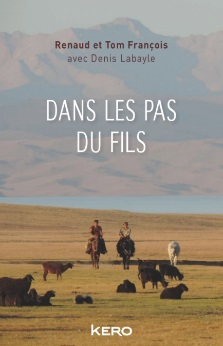 Renaud et Tom François
avec Denis Labayle
DANS LES PAS
DU FILS
KERO